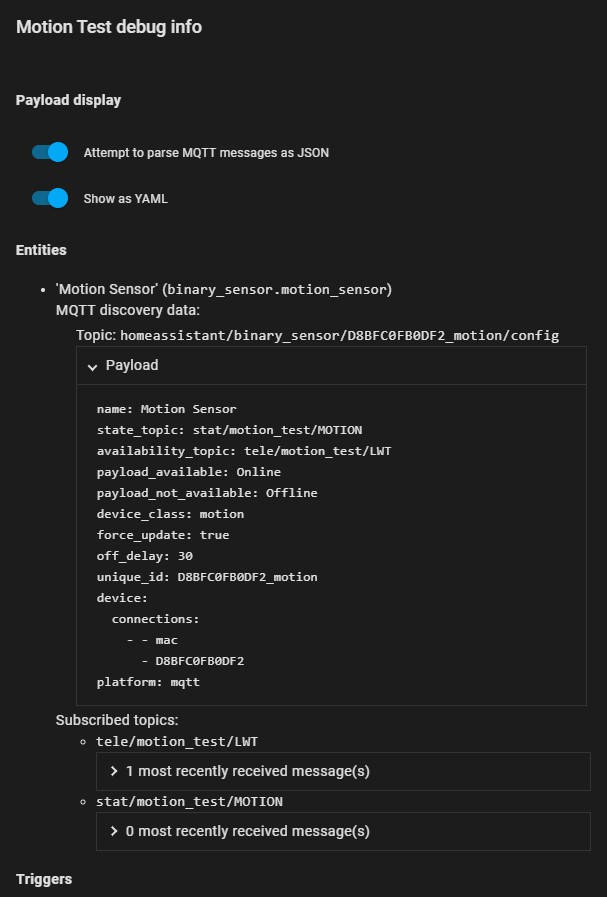 Motion Test debug info
Payload display
Attempt to parse MQTT messages as JSON
Show as YAML
Entities
• 'Motion Sensor' (binary_sensor.motion_sensor)
MQTT discovery data:
Topic: homeassistant/binary_sensor/D8BFC0FB0DF2_motion/config
Payload
name: Motion Sensor
state_topic: stat/motion_test/MOTION
availability_topic: tele/motion_test/LWT
payload_available: Online
payload_not_available: Offline
device_class: motion
force_update: true
off_delay: 30
unique_id: D8BFC0FB0DF2_motion
device:
  connections:
    - - mac
      - D8BFC0FB0DF2
platform: mqtt
Subscribed topics:
◦ tele/motion_test/LWT
1 most recently received message(s)
◦ stat/motion_test/MOTION
0 most recently received message(s)
Triggers